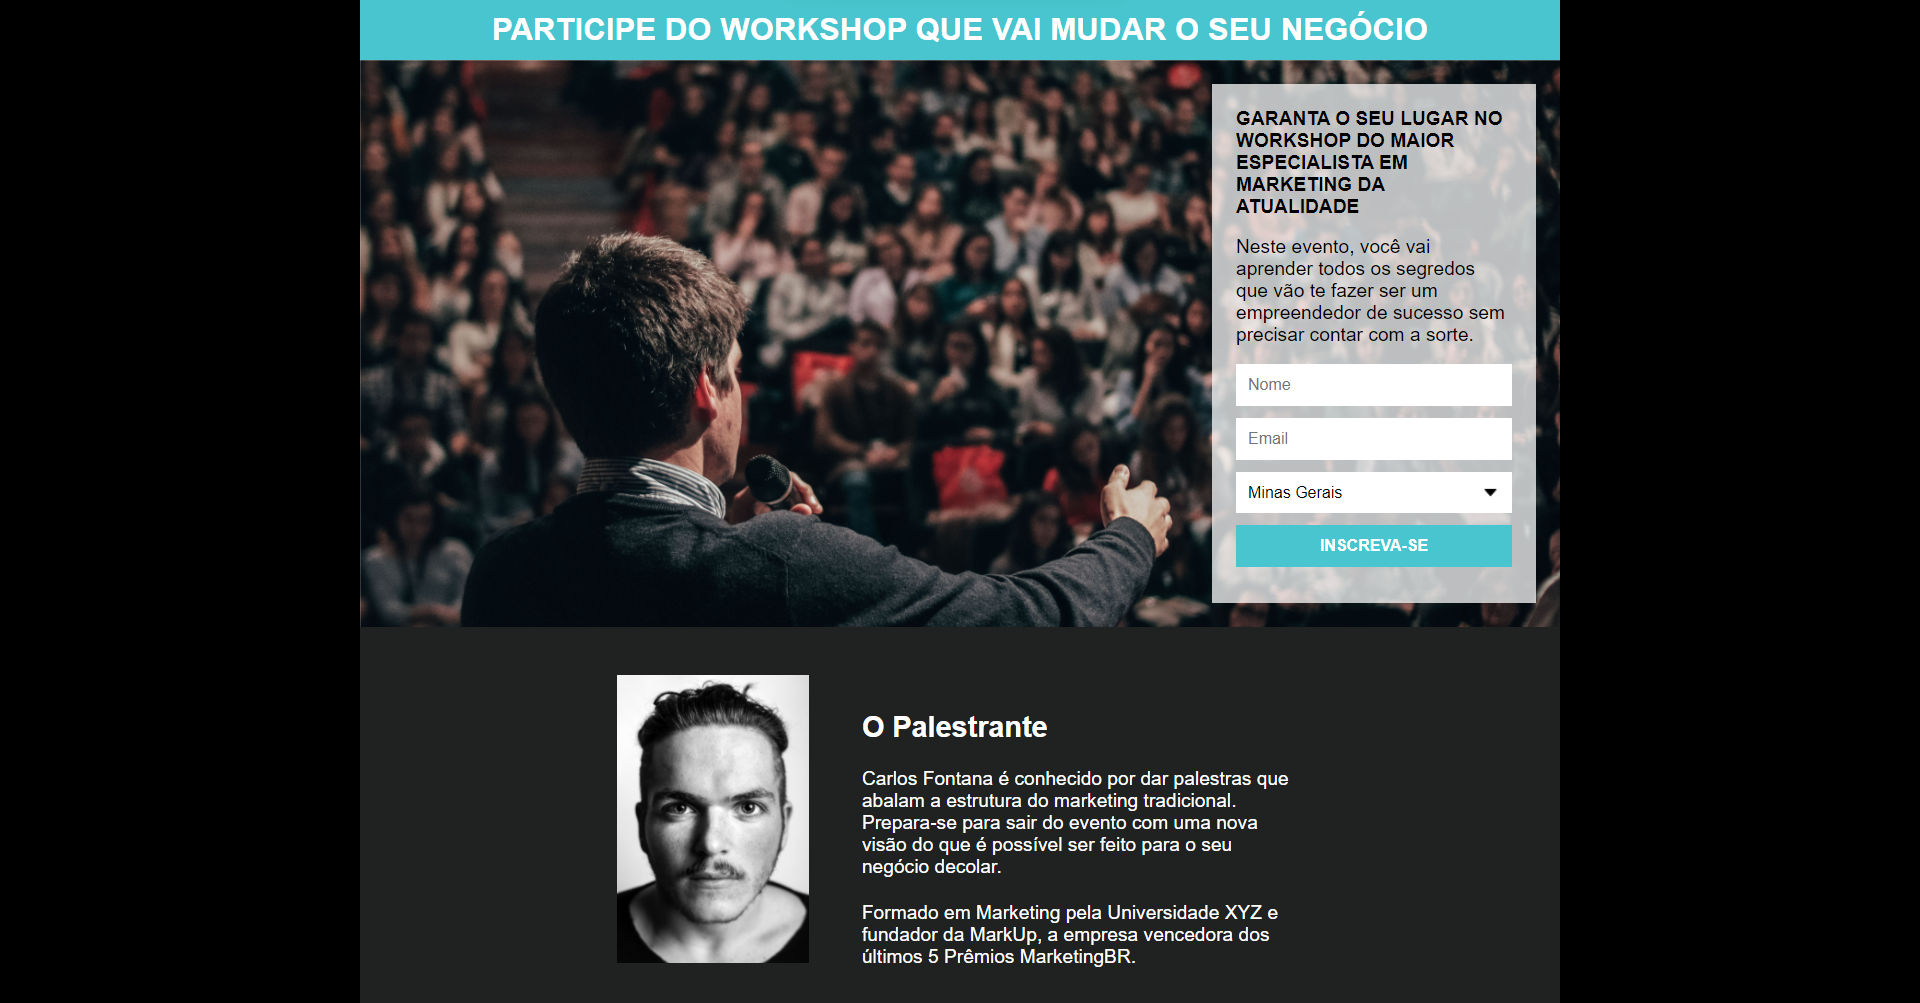 PARTICIPE DO WORKSHOP QUE VAI MUDAR O SEU NEGÓCIO
GARANTA O SEU LUGAR NO
WORKSHOP DO MAIOR
ESPECIALISTA EM
MARKETING DA
ATUALIDADE
Neste evento, você vai
aprender todos os segredos
que vão te fazer ser um
empreendedor de sucesso sem
precisar contar com a sorte.
Nome
Email
Minas Gerais
INSCREVA-SE
O Palestrante
Carlos Fontana é conhecido por dar palestras que
abalam a estrutura do marketing tradicional.
Prepara-se para sair do evento com uma nova
visão do que é possível ser feito para o seu
negócio decolar.
Formado em Marketing pela Universidade XYZ e
fundador da MarkUp, a empresa vencedora dos
últimos 5 Prêmios MarketingBR.